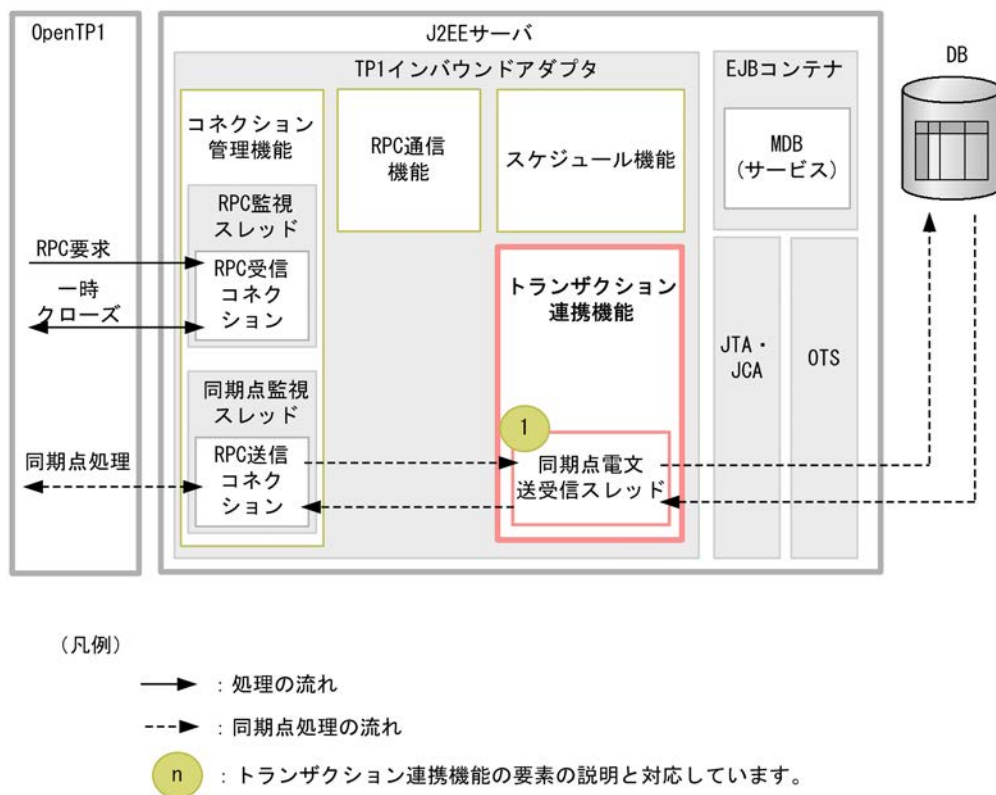 OpenTP1
J2EEサーバ
DB
TP1インバウンドアダプタ
EJBコンテナ
コネクション
管理機能
RPC通信
機能
スケジュール機能
MDB
(サービス)
RPC監視
スレッド
RPC要求
RPC受信
コネク
ション
一時
クローズ
トランザクション
連携機能
JTA・
JCA
OTS
同期点監視
スレッド
1
同期点処理
RPC送信
コネク
ション
同期点電文
送受信スレッド
(凡例)
:処理の流れ
:同期点処理の流れ
n
:トランザクション連携機能の要素の説明と対応しています。